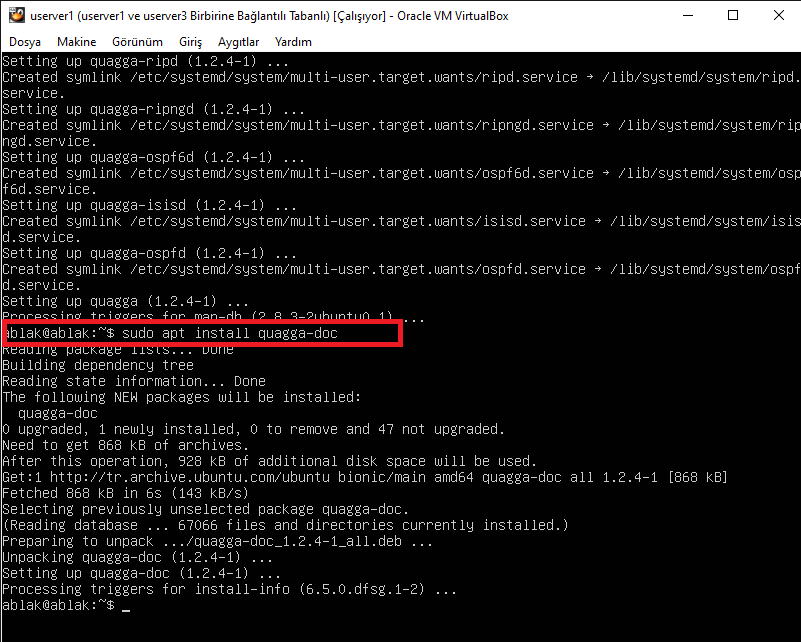 userver1 (userver1 ve userver3 Birbirine Bağlantılı Tabanlı) [Çalışıyor] - Oracle VM VirtualBox
Dosya Makine Görünüm Giriş Aygıtlar Yardım
Setting up quagga-ripd (1.2.4-1) ...
Created symlink /etc/systemd/system/multi-user.target.wants/ripd.service → /lib/systemd/system/ripd.
service.
Setting up quagga-ripngd (1.2.4-1) ...
Created symlink /etc/systemd/system/multi-user.target.wants/ripngd.service → /lib/systemd/system/rip
ngd.service.
Setting up quagga-ospf6d (1.2.4-1) ...
Created symlink /etc/systemd/system/multi-user.target.wants/ospf6d.service → /lib/systemd/system/osp
f6d.service.
Setting up quagga-isisd (1.2.4-1) ...
Created symlink /etc/systemd/system/multi-user.target.wants/isisd.service → /lib/systemd/system/isis
d.service.
Setting up quagga-ospfd (1.2.4-1) ...
Created symlink /etc/systemd/system/multi-user.target.wants/ospfd.service → /lib/systemd/system/ospf
d.service.
Setting up quagga (1.2.4-1) ...
Processing triggers for man-db (2.8.3-2ubuntu0.1) ...
ablak@ablak:~$ sudo apt install quagga-doc
Reading package lists... Done
Building dependency tree
Reading state information... Done
The following NEW packages will be installed:
  quagga-doc
0 upgraded, 1 newly installed, 0 to remove and 47 not upgraded.
Need to get 868 kB of archives.
After this operation, 928 kB of additional disk space will be used.
Get:1 http://tr.archive.ubuntu.com/ubuntu bionic/main amd64 quagga-doc all 1.2.4-1 [868 kB]
Fetched 868 kB in 6s (143 kB/s)
Selecting previously unselected package quagga-doc.
(Reading database ... 67066 files and directories currently installed.)
Preparing to unpack .../quagga-doc_1.2.4-1_all.deb ...
Unpacking quagga-doc (1.2.4-1) ...
Setting up quagga-doc (1.2.4-1) ...
Processing triggers for install-info (6.5.0.dfsg.1-2) ...
ablak@ablak:~$ _